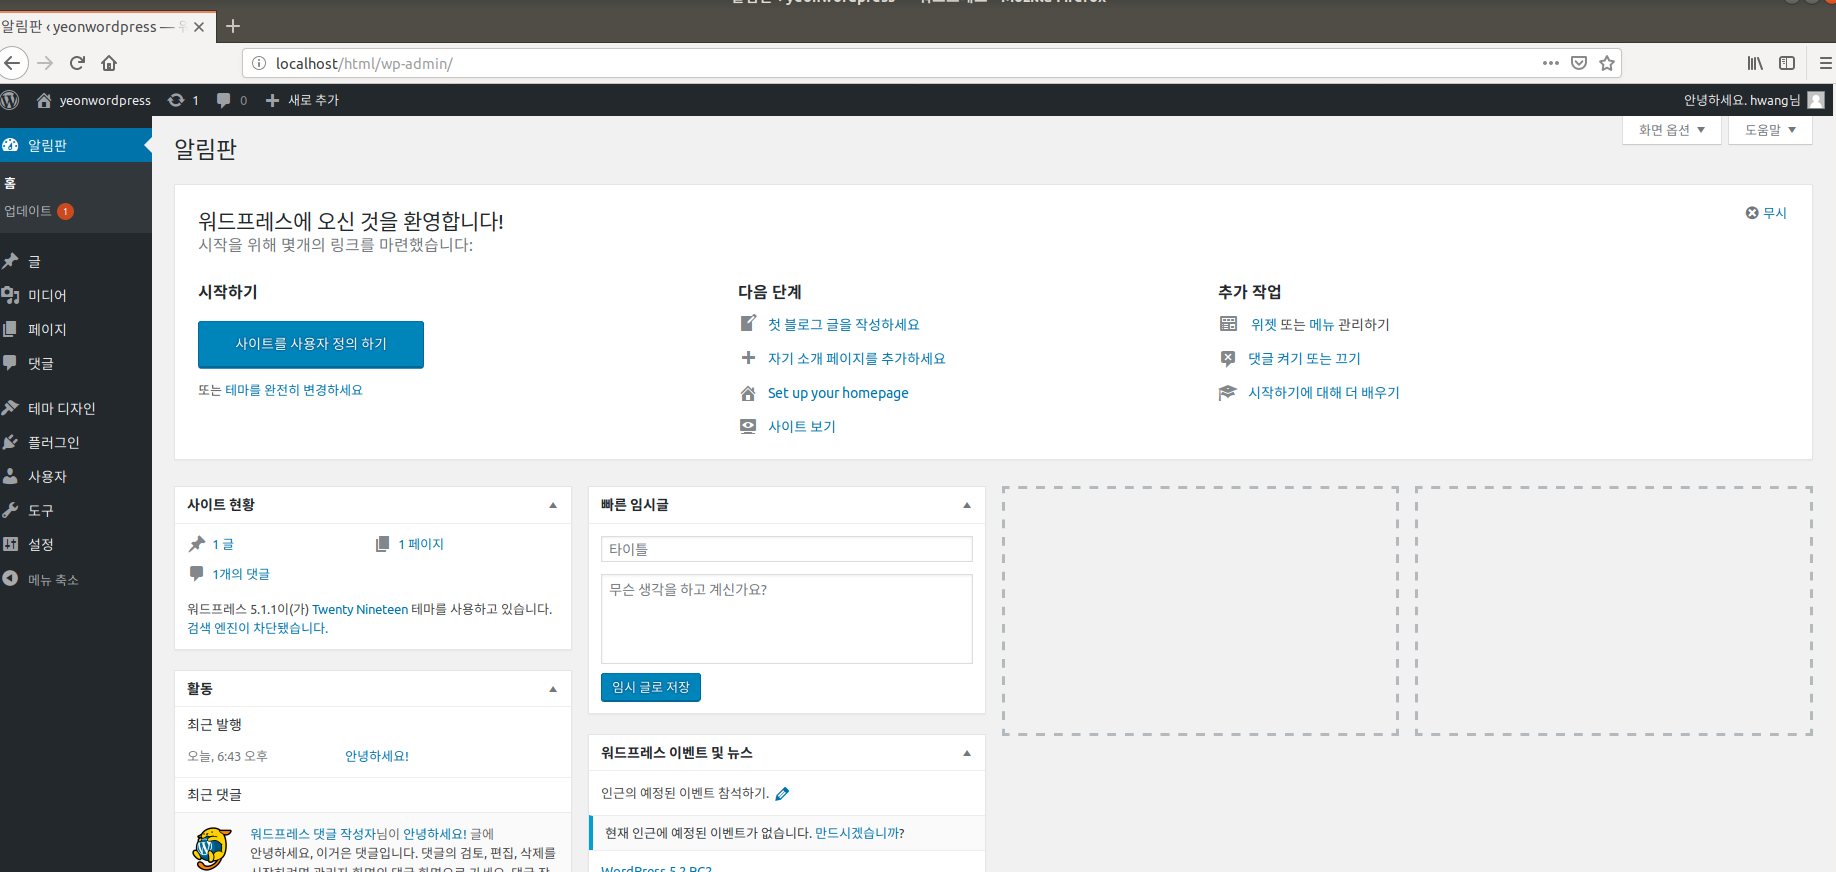 알림판 ‹ yeonwordpress —
localhost/html/wp-admin/
yeonwordpress 1 0 새로 추가
안녕하세요. hwang님
알림판
홈
업데이트 1
글
미디어
페이지
댓글
테마 디자인
플러그인
사용자
도구
설정
메뉴 축소
알림판
화면 옵션
도움말
워드프레스에 오신 것을 환영합니다!
시작을 위해 몇개의 링크를 마련했습니다:
무시
시작하기
사이트를 사용자 정의 하기
또는 테마를 완전히 변경하세요
다음 단계
첫 블로그 글을 작성하세요
자기 소개 페이지를 추가하세요
Set up your homepage
사이트 보기
추가 작업
위젯 또는 메뉴 관리하기
댓글 켜기 또는 끄기
시작하기에 대해 더 배우기
사이트 현황
1 글
1 페이지
1개의 댓글
워드프레스 5.1.1이(가) Twenty Nineteen 테마를 사용하고 있습니다.
검색 엔진이 차단됐습니다.
활동
최근 발행
오늘, 6:43 오후
안녕하세요!
최근 댓글
워드프레스 댓글 작성자님이 안녕하세요! 글에
안녕하세요, 이거은 댓글입니다. 댓글의 검토, 편집, 삭제를
빠른 임시글
타이틀
무슨 생각을 하고 계신가요?
임시 글로 저장
워드프레스 이벤트 및 뉴스
인근의 예정된 이벤트 참석하기.
현재 인근에 예정된 이벤트가 없습니다. 만드시겠습니까?
WordPress 5.2 RC2